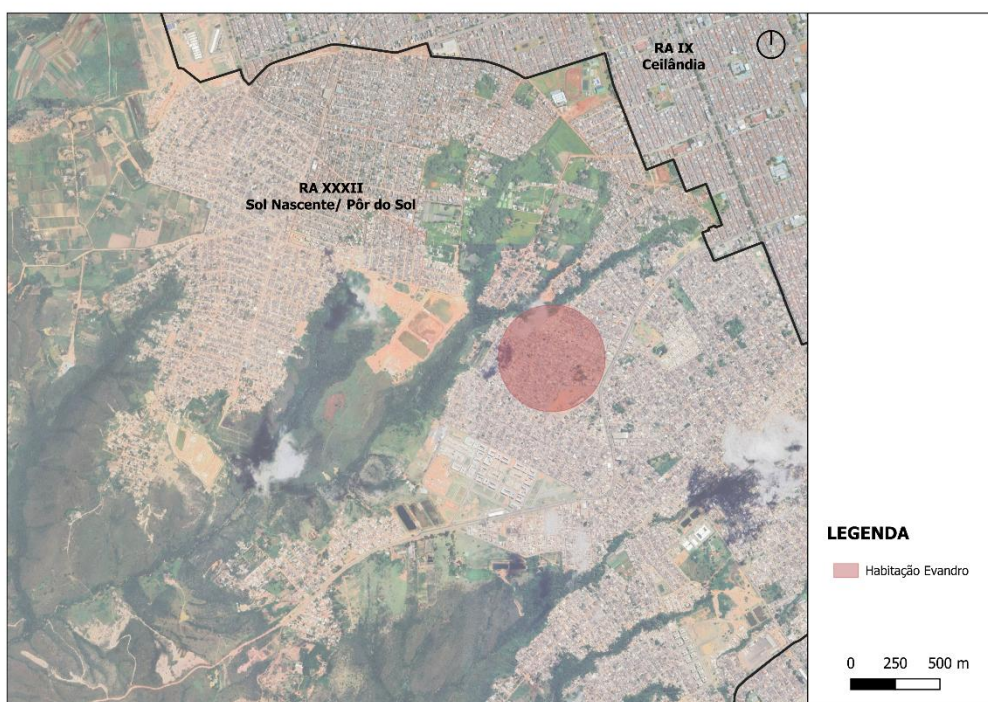 RA IX
Ceilândia
RA XXXII
Sol Nascente/ Pôr do Sol
LEGENDA
Habitação Evandro
0 250 500 m